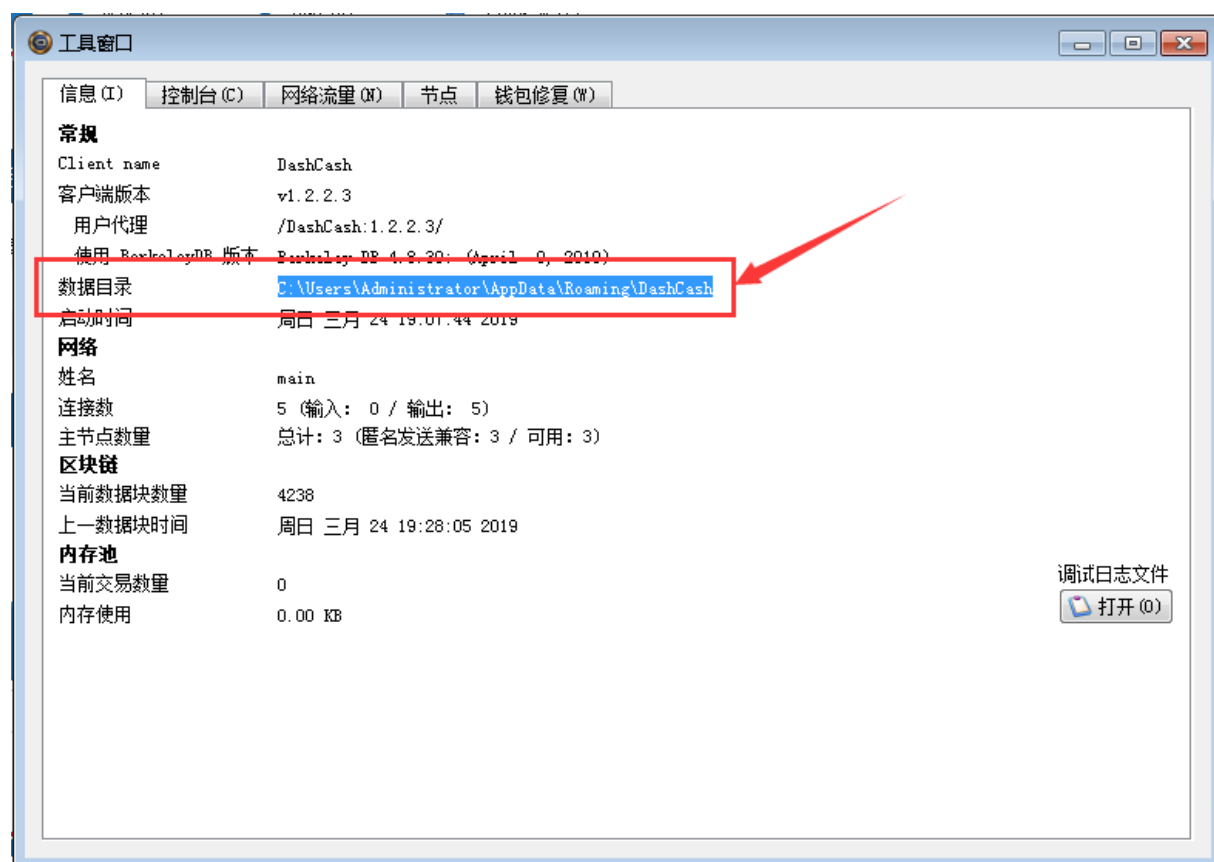 工具窗口
信息(I) 控制台(C) 网络流量(N) 节点 钱包修复(W)
常规
Client name DashCash
客户端版本 v1.2.2.3
用户代理 /DashCash:1.2.2.3/
使用 BerkeleyDB 版本 Berkeley DB 4.8.30: (April 9, 2010)
数据目录 C:\Users\Administrator\AppData\Roaming\DashCash
启动时间 周日 三月 24 19:01:44 2019
网络
姓名 main
连接数 5 (输入: 0 / 输出: 5)
主节点数量 总计: 3 (匿名发送兼容: 3 / 可用: 3)
区块链
当前数据块数量 4238
上一数据块时间 周日 三月 24 19:28:05 2019
内存池
当前交易数量 0
内存使用 0.00 KB
调试日志文件
打开(O)